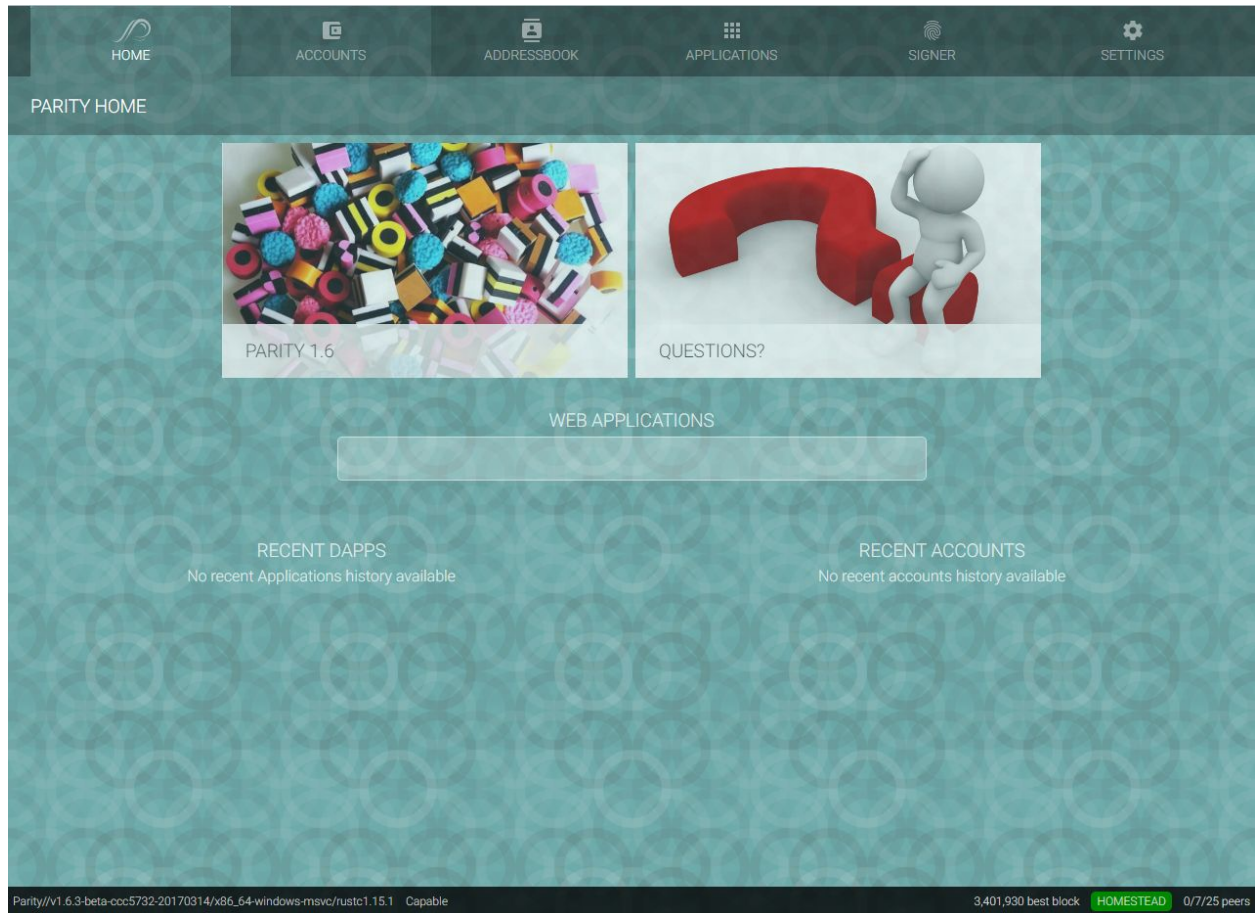 HOME
ACCOUNTS
ADDRESSBOOK
APPLICATIONS
SIGNER
SETTINGS
PARITY HOME
PARITY 1.6
QUESTIONS?
WEB APPLICATIONS
RECENT DAPPS
No recent Applications history available
RECENT ACCOUNTS
No recent accounts history available
Parity//v1.6.3-beta-ccc5732-20170314/x86_64-windows-msvc/rustc1.15.1 Capable
3,401,930 best block HOMESTEAD 0/7/25 peers